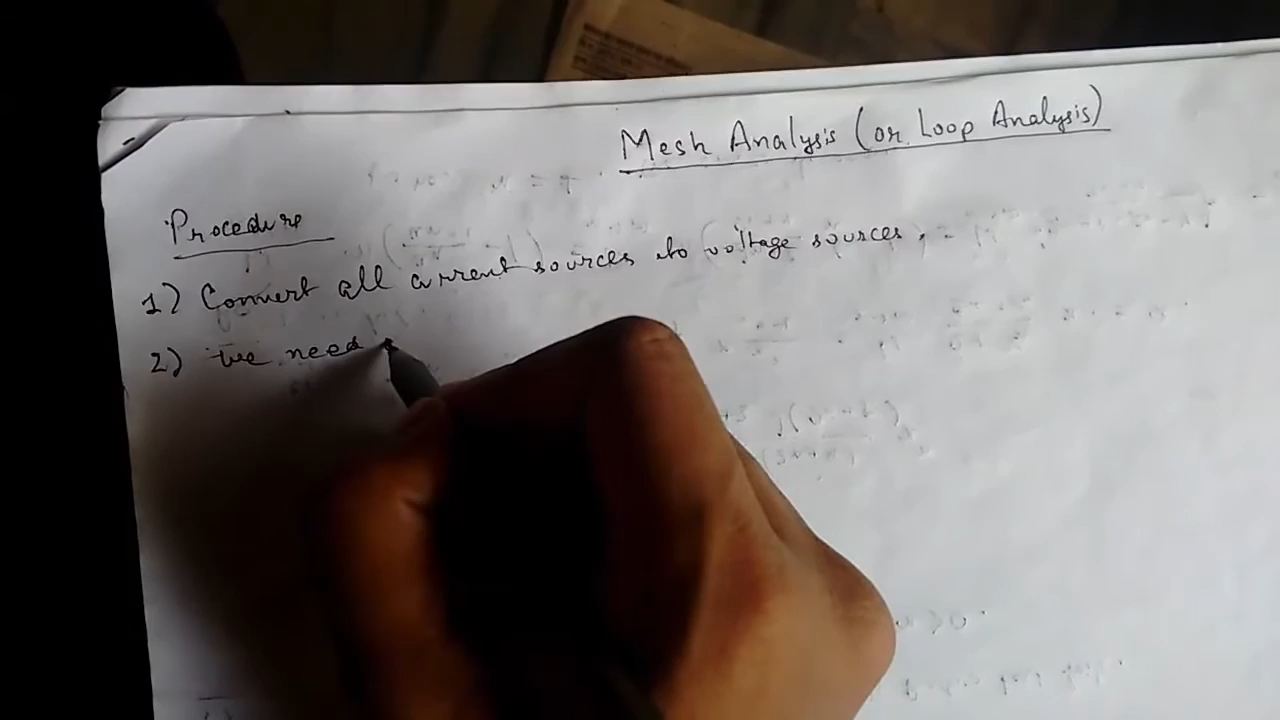 Mesh Analysis (or Loop Analysis)
Procedure
1) Convert all current sources to voltage sources.
2) We need